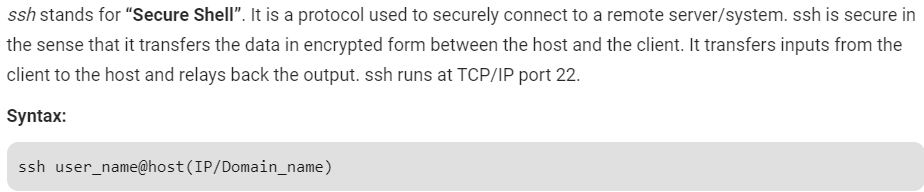 ssh stands for “Secure Shell”. It is a protocol used to securely connect to a remote server/system. ssh is secure in
the sense that it transfers the data in encrypted form between the host and the client. It transfers inputs from the
client to the host and relays back the output. ssh runs at TCP/IP port 22.
Syntax:
ssh user_name@host(IP/Domain_name)